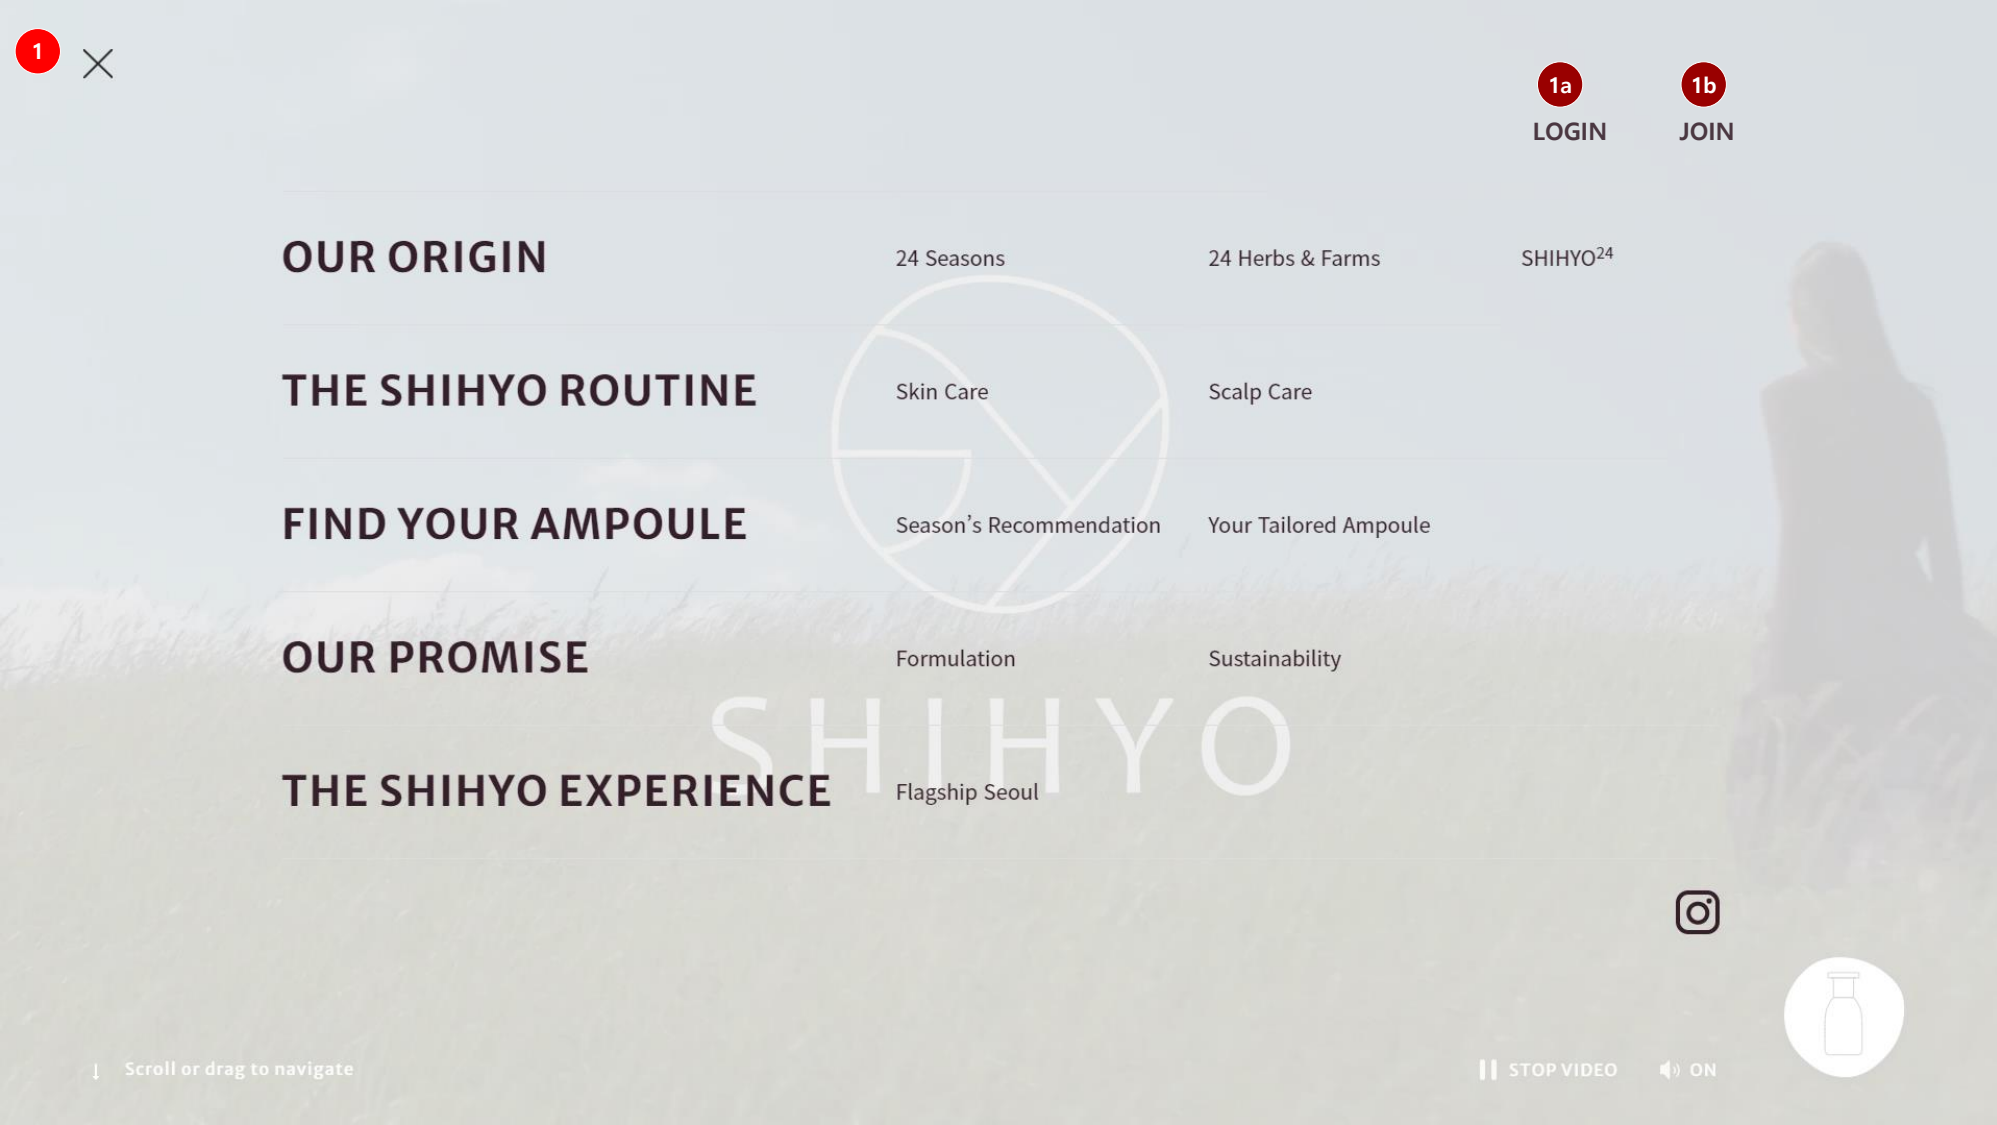 1
1a
1b
LOGIN
JOIN
OUR ORIGIN
24 Seasons
24 Herbs & Farms
SHIHYO24
THE SHIHYO ROUTINE
Skin Care
Scalp Care
FIND YOUR AMPOULE
Season’s Recommendation
Your Tailored Ampoule
OUR PROMISE
Formulation
Sustainability
SHIHYO
THE SHIHYO EXPERIENCE
Flagship Seoul
Scroll or drag to navigate
STOP VIDEO
ON